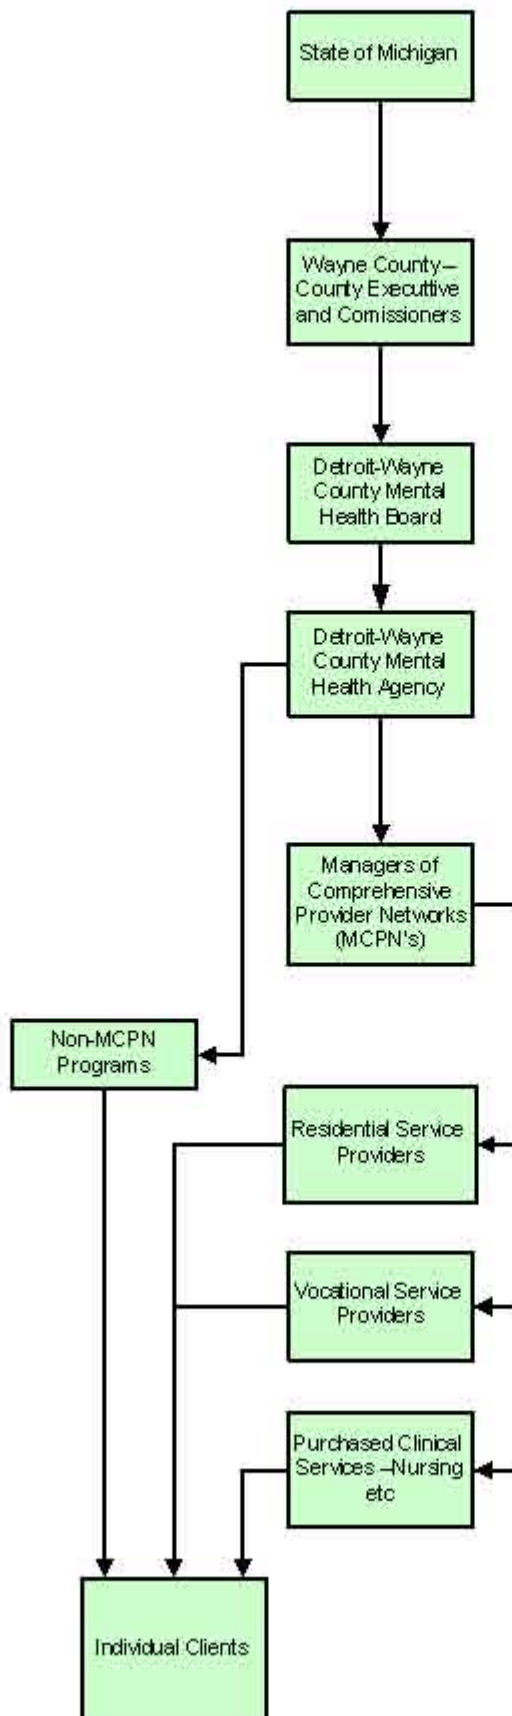 State of Michigan
Wayne County –
County Executtive
and Comissioners
Detroit-Wayne
County Mental
Health Board
Detroit-Wayne
County Mental
Health Agency
Managers of
Comprehensive
Provider Networks
(MCPN's)
Non-MCPN
Programs
Residential Service
Providers
Vocational Service
Providers
Purchased Clinical
Services –Nursing
etc
Individual Clients